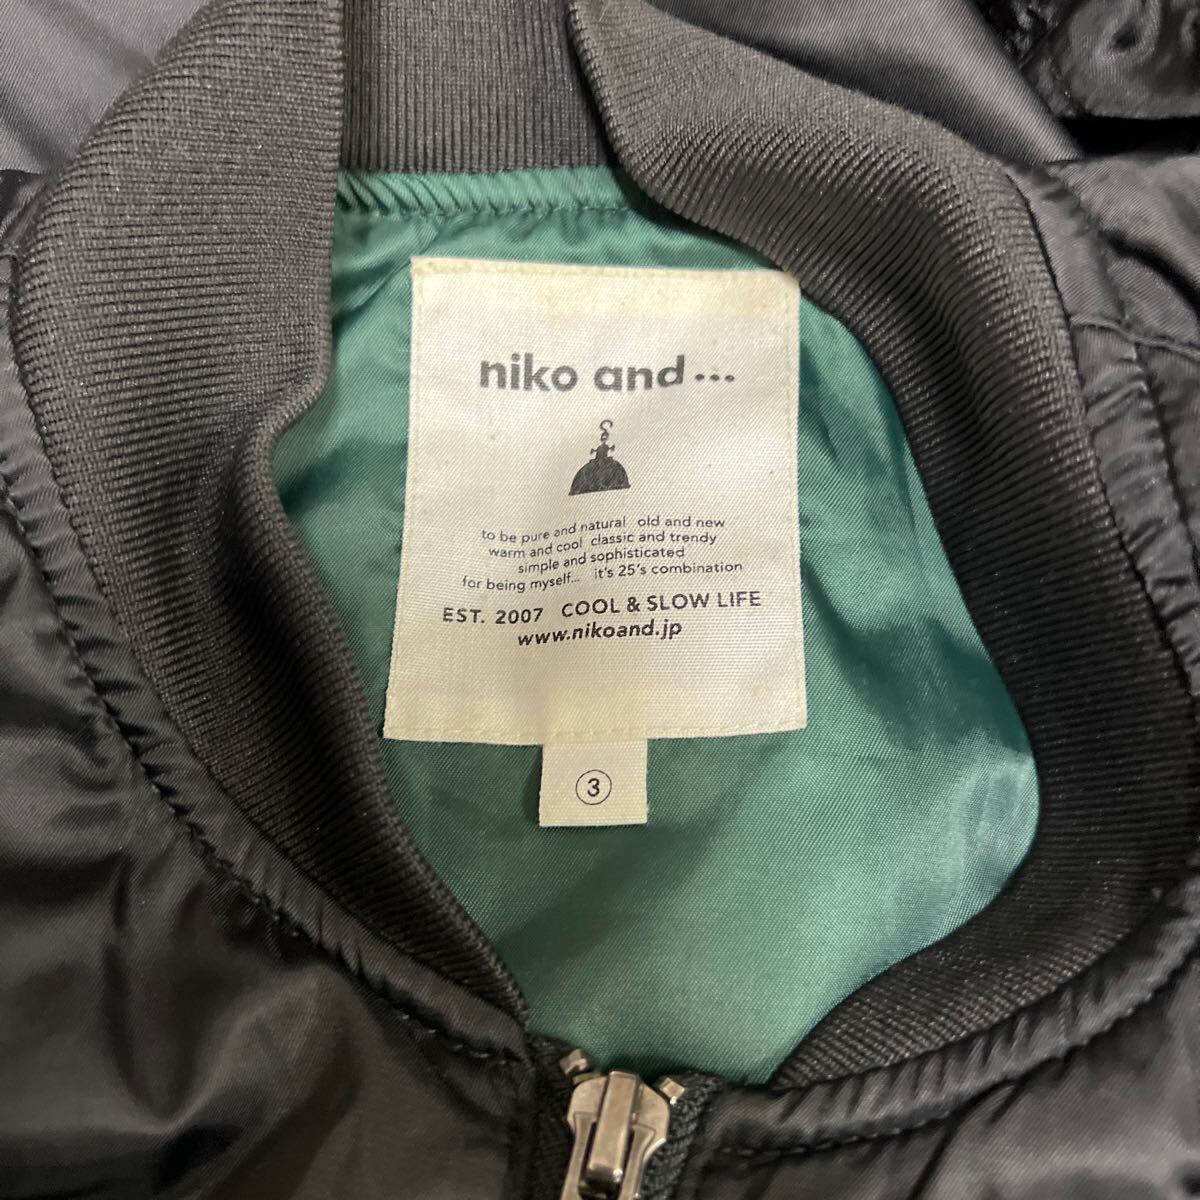 niko and...
to be pure and natural old and new
warm and cool classic and trendy
simple and sophisticated
for being myself... it's 25's combination
EST. 2007 COOL & SLOW LIFE
www.nikoand.jp
3